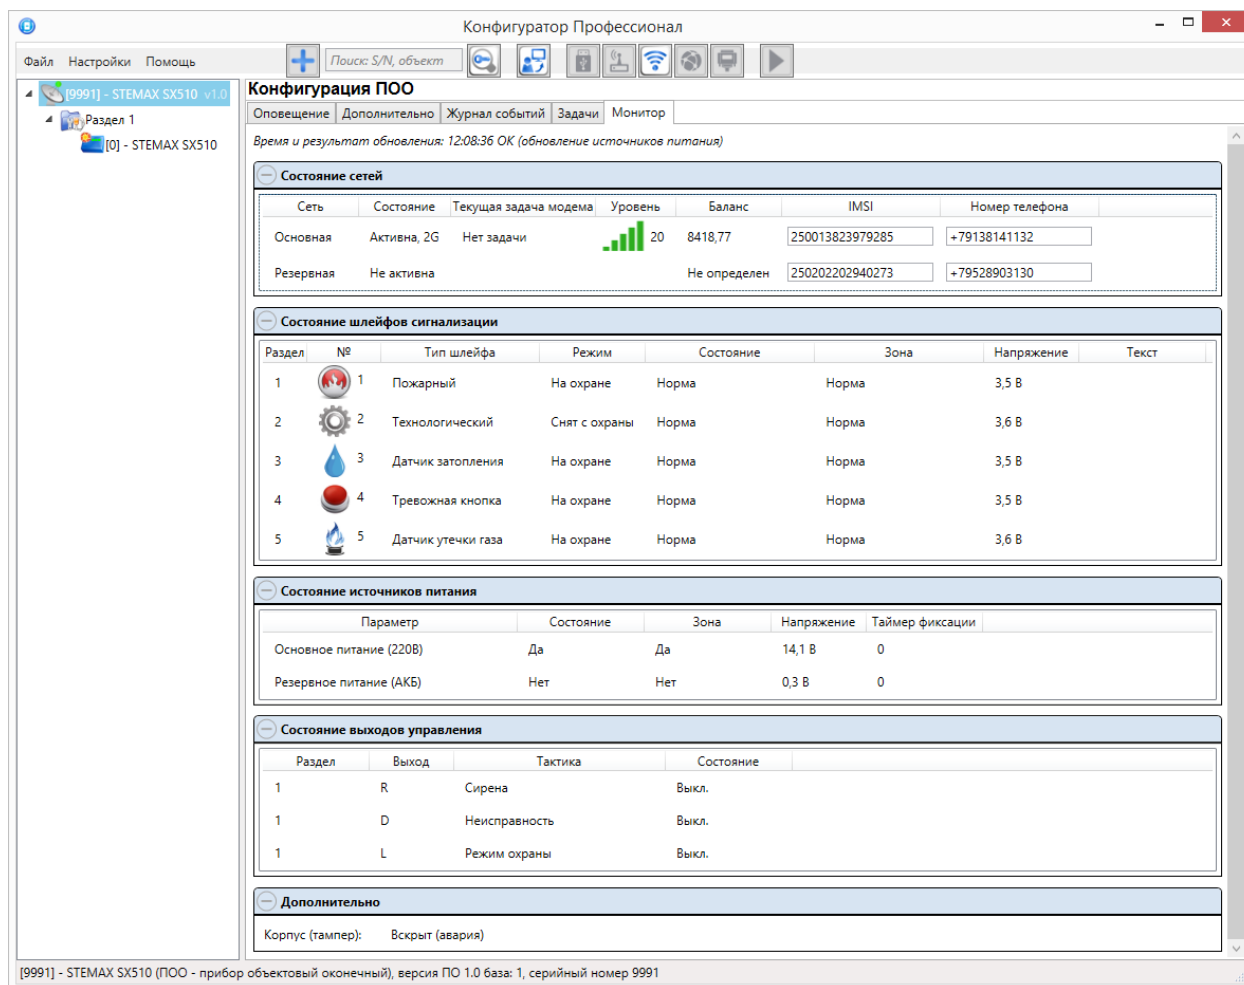 Конфигуратор Профессионал
Файл Настройки Помощь Поиск: S/N, объект
[9991] - STEMAX SX510 v1.0
Раздел 1
[0] - STEMAX SX510
Конфигурация ПОО
Оповещение Дополнительно Журнал событий Задачи Монитор
Время и результат обновления: 12:08:36 OK (обновление источников питания)
Состояние сетей
Сеть Состояние Текущая задача модема Уровень Баланс IMSI Номер телефона
Основная Активна, 2G Нет задачи 20 8418,77 250013823979285 +79138141132
Резервная Не активна Не определен 250202202940273 +79528903130
Состояние шлейфов сигнализации
Раздел № Тип шлейфа Режим Состояние Зона Напряжение Текст
1 1 Пожарный На охране Норма Норма 3,5 В
2 2 Технологический Снят с охраны Норма Норма 3,6 В
3 3 Датчик затопления На охране Норма Норма 3,5 В
4 4 Тревожная кнопка На охране Норма Норма 3,5 В
5 5 Датчик утечки газа На охране Норма Норма 3,6 В
Состояние источников питания
Параметр Состояние Зона Напряжение Таймер фиксации
Основное питание (220В) Да Да 14,1 В 0
Резервное питание (АКБ) Нет Нет 0,3 В 0
Состояние выходов управления
Раздел Выход Тактика Состояние
1 R Сирена Выкл.
1 D Неисправность Выкл.
1 L Режим охраны Выкл.
Дополнительно
Корпус (тампер): Вскрыт (авария)
[9991] - STEMAX SX510 (ПОО - прибор объектовый оконечный), версия ПО 1.0 база: 1, серийный номер 9991